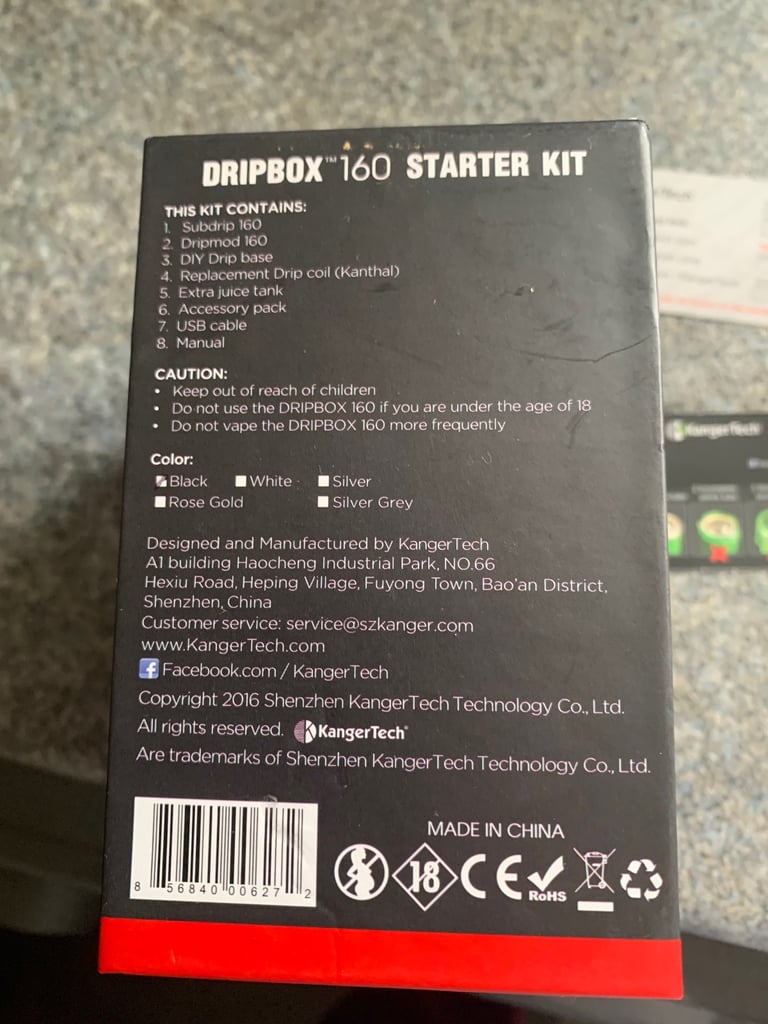 DRIPBOX™ 160 STARTER KIT
THIS KIT CONTAINS:
1. Subdrip 160
2. Dripmod 160
3. DIY Drip base
4. Replacement Drip coil (Kanthal)
5. Extra juice tank
6. Accessory pack
7. USB cable
8. Manual
CAUTION:
• Keep out of reach of children
• Do not use the DRIPBOX 160 if you are under the age of 18
• Do not vape the DRIPBOX 160 more frequently
Color:
Black White Silver
Rose Gold Silver Grey
Designed and Manufactured by KangerTech
A1 building Haocheng Industrial Park, NO.66
Hexiu Road, Heping Village, Fuyong Town, Bao'an District,
Shenzhen, China
Customer service: service@szkanger.com
www.KangerTech.com
f Facebook.com / KangerTech
Copyright 2016 Shenzhen KangerTech Technology Co., Ltd.
All rights reserved. KangerTech®
Are trademarks of Shenzhen KangerTech Technology Co., Ltd.
MADE IN CHINA
8 56840 00627 2
18 CE RoHS
KangerTech